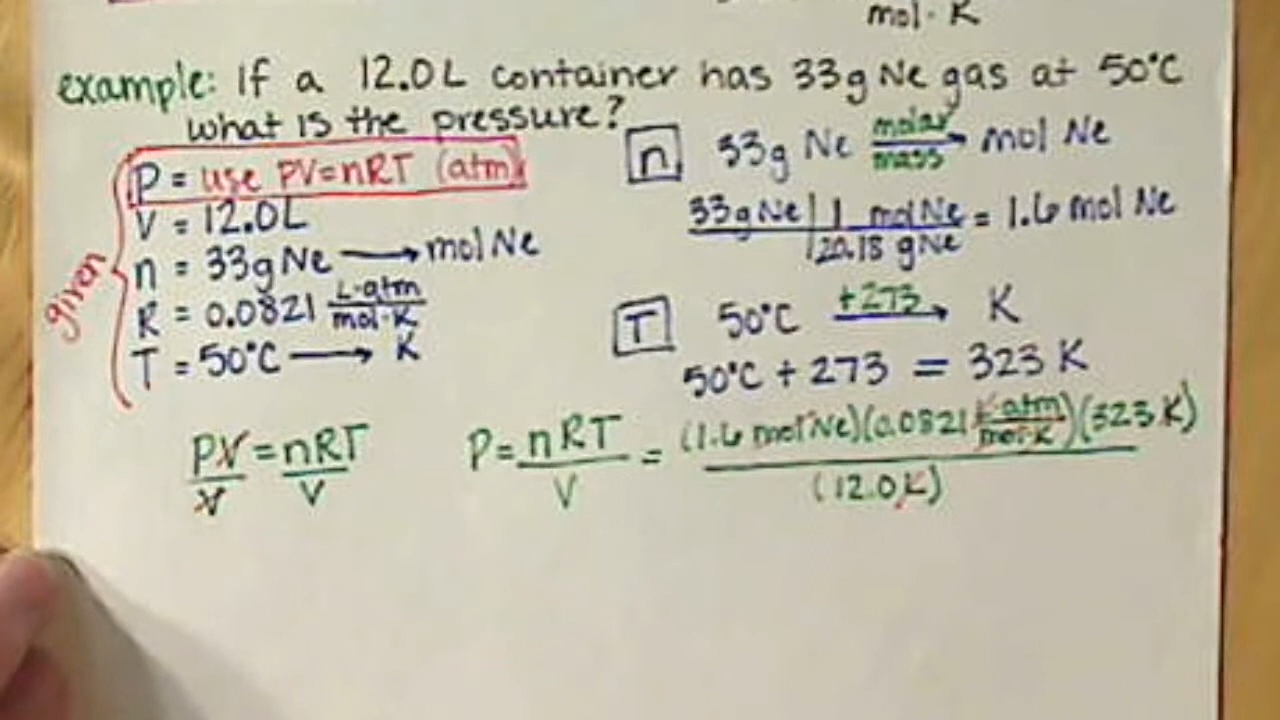 mol · K
example: If a 12.0L container has 33g Ne gas at 50°C
what is the pressure?
given
P = use PV=nRT (atm)
V = 12.0L
n = 33g Ne → mol Ne
R = 0.0821 L·atm/mol·K
T = 50°C → K
n 33g Ne molar mass → mol Ne
33g Ne | 1 mol Ne = 1.6 mol Ne
| 20.18 g Ne
T 50°C +273 → K
50°C + 273 = 323 K
PV = nRT
V V
P = nRT = (1.6 mol Ne)(0.0821 L·atm/mol·K)(323 K)
V (12.0 L)